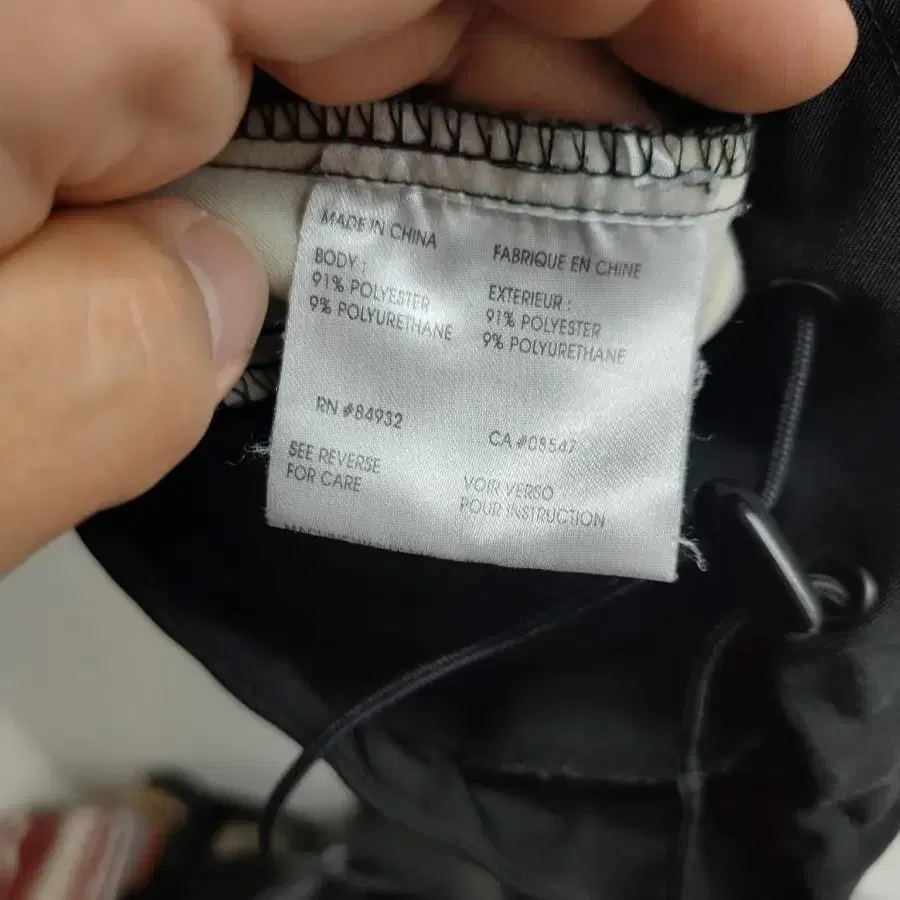 MADE IN CHINA
BODY :
91% POLYESTER
9% POLYURETHANE
RN #84932
SEE REVERSE
FOR CARE
FABRIQUE EN CHINE
EXTERIEUR :
91% POLYESTER
9% POLYURETHANE
CA #08547
VOIR VERSO
POUR INSTRUCTION